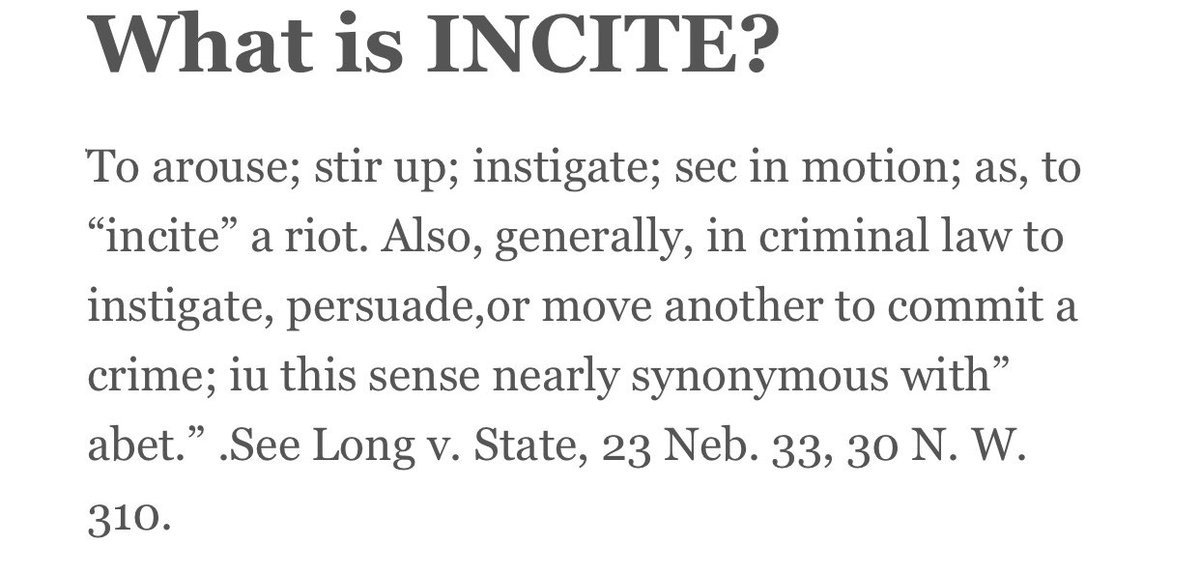 What is INCITE?
To arouse; stir up; instigate; sec in motion; as, to
“incite” a riot. Also, generally, in criminal law to
instigate, persuade,or move another to commit a
crime; iu this sense nearly synonymous with”
abet.” .See Long v. State, 23 Neb. 33, 30 N. W.
310.